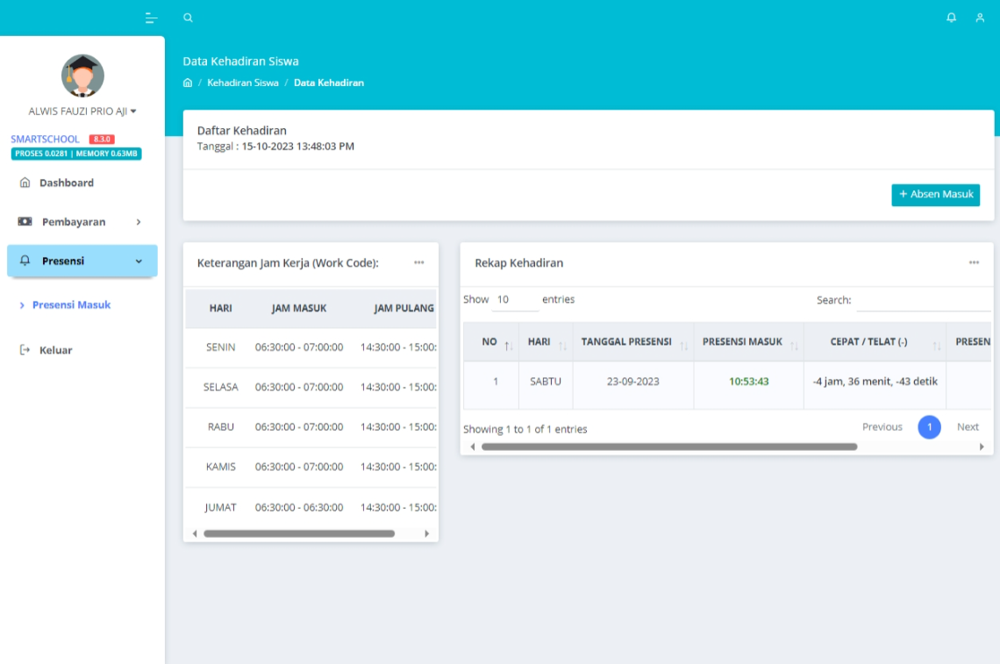 Data Kehadiran Siswa
/ Kehadiran Siswa / Data Kehadiran
ALWIS FAUZI PRIO AJI
SMARTSCHOOL 8.3.0
PROSES 0.0281 | MEMORY 0.63MB
Dashboard
Pembayaran
Presensi
Presensi Masuk
Keluar
Daftar Kehadiran
Tanggal : 15-10-2023 13:48:03 PM
+ Absen Masuk
Keterangan Jam Kerja (Work Code):
HARI JAM MASUK JAM PULANG
SENIN 06:30:00 - 07:00:00 14:30:00 - 15:00:
SELASA 06:30:00 - 07:00:00 14:30:00 - 15:00:
RABU 06:30:00 - 07:00:00 14:30:00 - 15:00:
KAMIS 06:30:00 - 07:00:00 14:30:00 - 15:00:
JUMAT 06:30:00 - 06:30:00 14:30:00 - 15:00:
Rekap Kehadiran
Show 10 entries Search:
NO HARI TANGGAL PRESENSI PRESENSI MASUK CEPAT / TELAT (-) PRESEN
1 SABTU 23-09-2023 10:53:43 -4 jam, 36 menit, -43 detik
Showing 1 to 1 of 1 entries Previous 1 Next